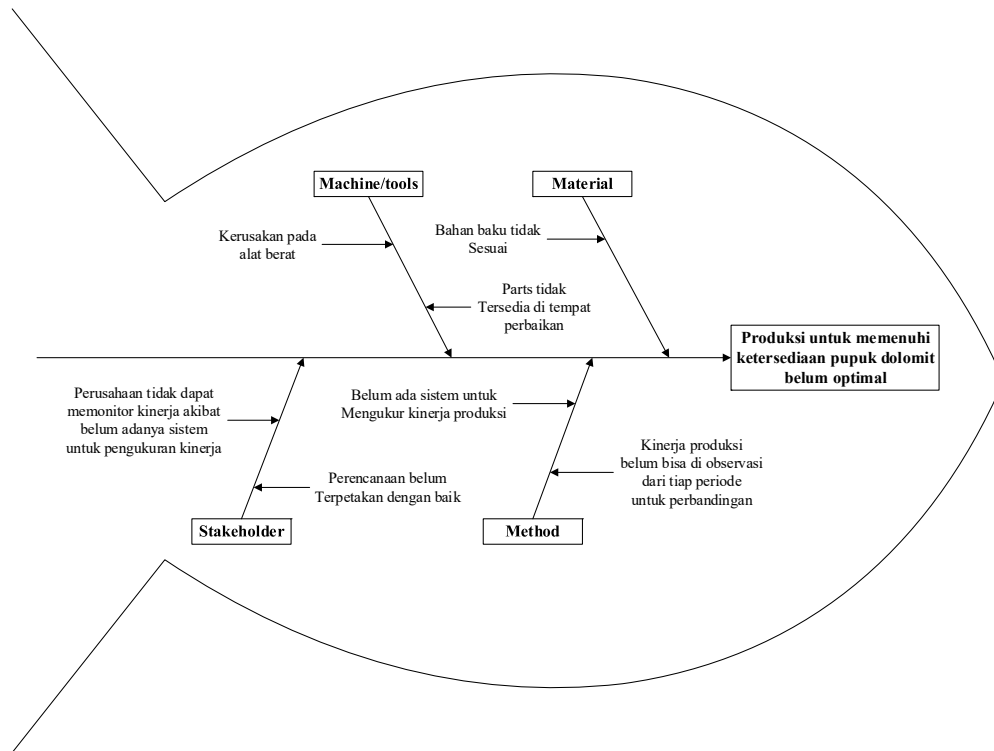 Machine/tools
Material
Kerusakan pada
alat berat
Bahan baku tidak
Sesuai
Parts tidak
Tersedia di tempat
perbaikan
Produksi untuk memenuhi
ketersediaan pupuk dolomit
belum optimal
Perusahaan tidak dapat
memonitor kinerja akibat
belum adanya sistem
untuk pengukuran kinerja
Belum ada sistem untuk
Mengukur kinerja produksi
Kinerja produksi
belum bisa di observasi
dari tiap periode
untuk perbandingan
Perencanaan belum
Terpetakan dengan baik
Stakeholder
Method